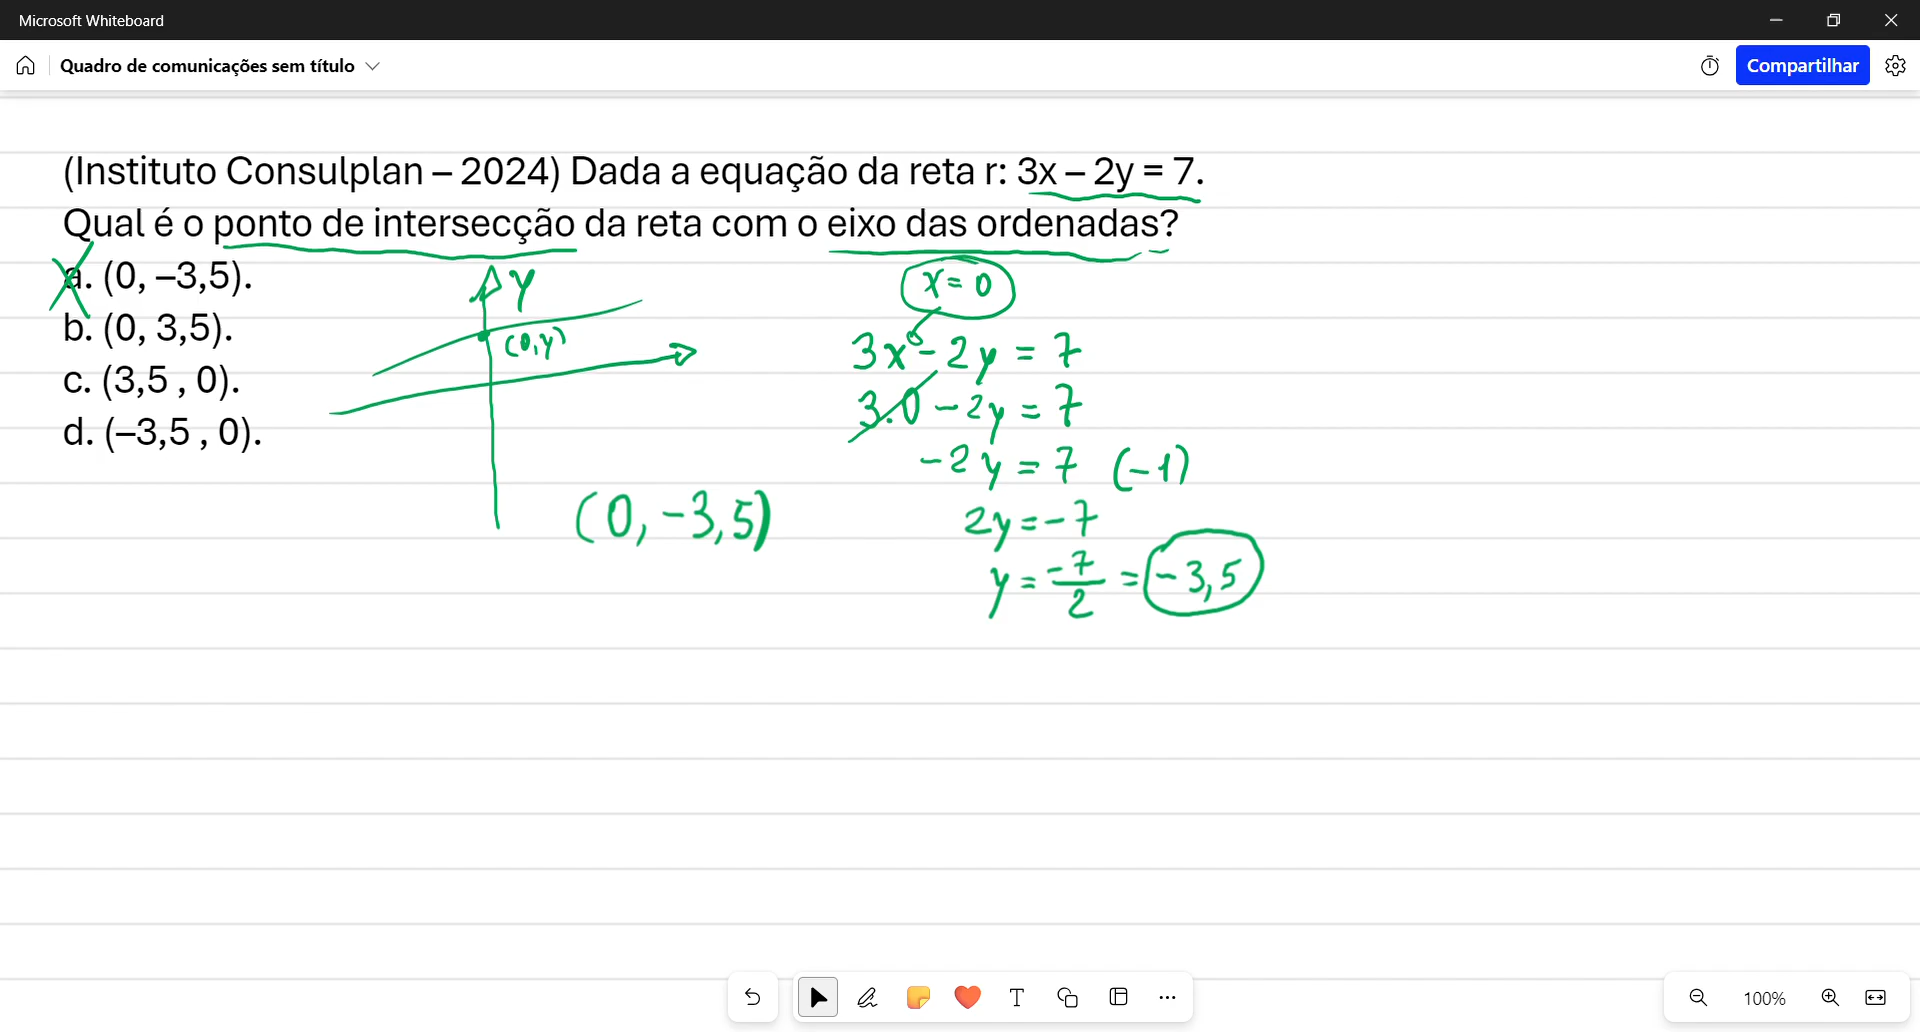 Microsoft Whiteboard
Quadro de comunicações sem título
Compartilhar
(Instituto Consulplan – 2024) Dada a equação da reta r: 3x – 2y = 7.
Qual é o ponto de intersecção da reta com o eixo das ordenadas?
a. (0, –3,5).
b. (0, 3,5).
c. (3,5 , 0).
d. (–3,5 , 0).
y
(0,y)
(0, -3,5)
x = 0
3x⁰ - 2y = 7
3.0 - 2y = 7
-2y = 7 (-1)
2y = -7
y = -7/2 = -3,5
100%